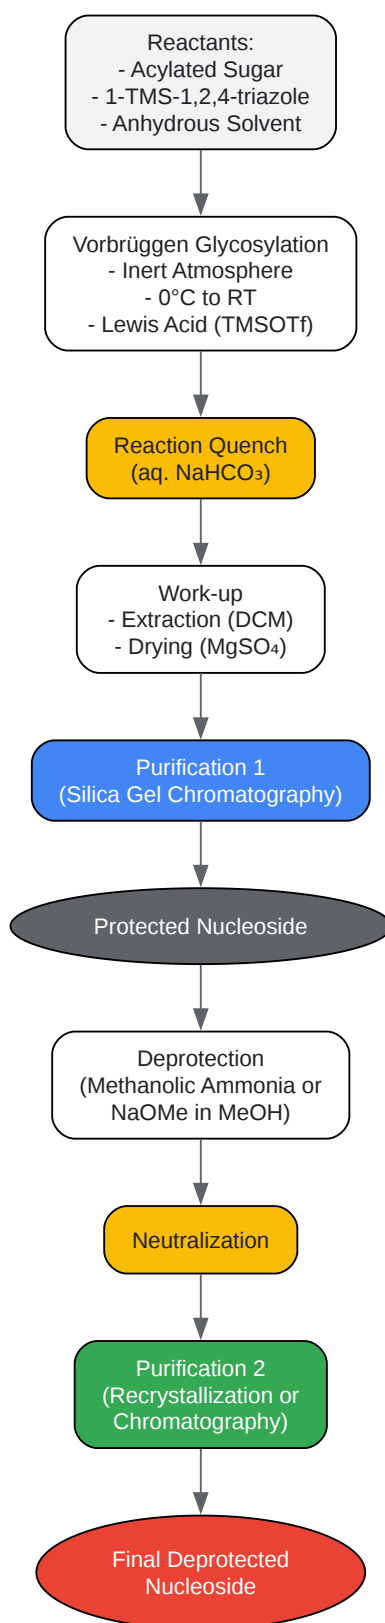 Reactants:
- Acylated Sugar
- 1-TMS-1,2,4-triazole
- Anhydrous Solvent
Vorbrüggen Glycosylation
- Inert Atmosphere
- 0°C to RT
- Lewis Acid (TMSOTf)
Reaction Quench
(aq. NaHCO₃)
Work-up
- Extraction (DCM)
- Drying (MgSO₄)
Purification 1
(Silica Gel Chromatography)
Protected Nucleoside
Deprotection
(Methanolic Ammonia or
NaOMe in MeOH)
Neutralization
Purification 2
(Recrystallization or
Chromatography)
Final Deprotected
Nucleoside